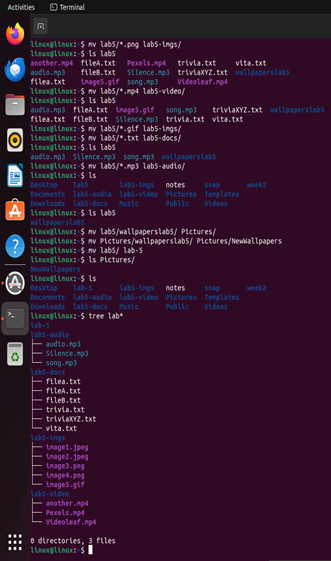 Activities Terminal
linux@linux:~$ mv lab5/*.png lab5-imgs/
linux@linux:~$ ls lab5
another.mp4 fileA.txt Pexels.mp4 trivia.txt vita.txt
audio.mp3 fileB.txt Silence.mp3 triviaXYZ.txt wallpaperslab5
filea.txt image5.gif song.mp3 Videoleaf.mp4
linux@linux:~$ mv lab5/*.mp4 lab5-video/
linux@linux:~$ ls lab5
audio.mp3 fileA.txt image5.gif song.mp3 triviaXYZ.txt wallpaperslab5
filea.txt fileB.txt Silence.mp3 trivia.txt vita.txt
linux@linux:~$ mv lab5/*.gif lab5-imgs/
linux@linux:~$ mv lab5/*.txt lab5-docs/
linux@linux:~$ ls lab5
audio.mp3 Silence.mp3 song.mp3 wallpaperslab5
linux@linux:~$ mv lab5/*.mp3 lab5-audio/
linux@linux:~$ ls
Desktop lab5 lab5-imgs notes snap week2
Documents lab5-audio lab5-video Pictures Templates
Downloads lab5-docs Music Public Videos
linux@linux:~$ ls lab5
wallpaperslab5
linux@linux:~$ mv lab5/wallpaperslab5/ Pictures/
linux@linux:~$ mv Pictures/wallpaperslab5/ Pictures/NewWallpapers
linux@linux:~$ mv lab5/ lab-5
linux@linux:~$ ls Pictures/
NewWallpapers
linux@linux:~$ ls
Desktop lab-5 lab5-imgs notes snap week2
Documents lab5-audio lab5-video Pictures Templates
Downloads lab5-docs Music Public Videos
linux@linux:~$ tree lab*
lab-5
lab5-audio
├── audio.mp3
├── Silence.mp3
└── song.mp3
lab5-docs
├── filea.txt
├── fileA.txt
├── fileB.txt
├── trivia.txt
├── triviaXYZ.txt
└── vita.txt
lab5-imgs
├── image1.jpeg
├── image2.jpeg
├── image3.png
├── image4.png
└── image5.gif
lab5-video
├── another.mp4
├── Pexels.mp4
└── Videoleaf.mp4
0 directories, 3 files
linux@linux:~$